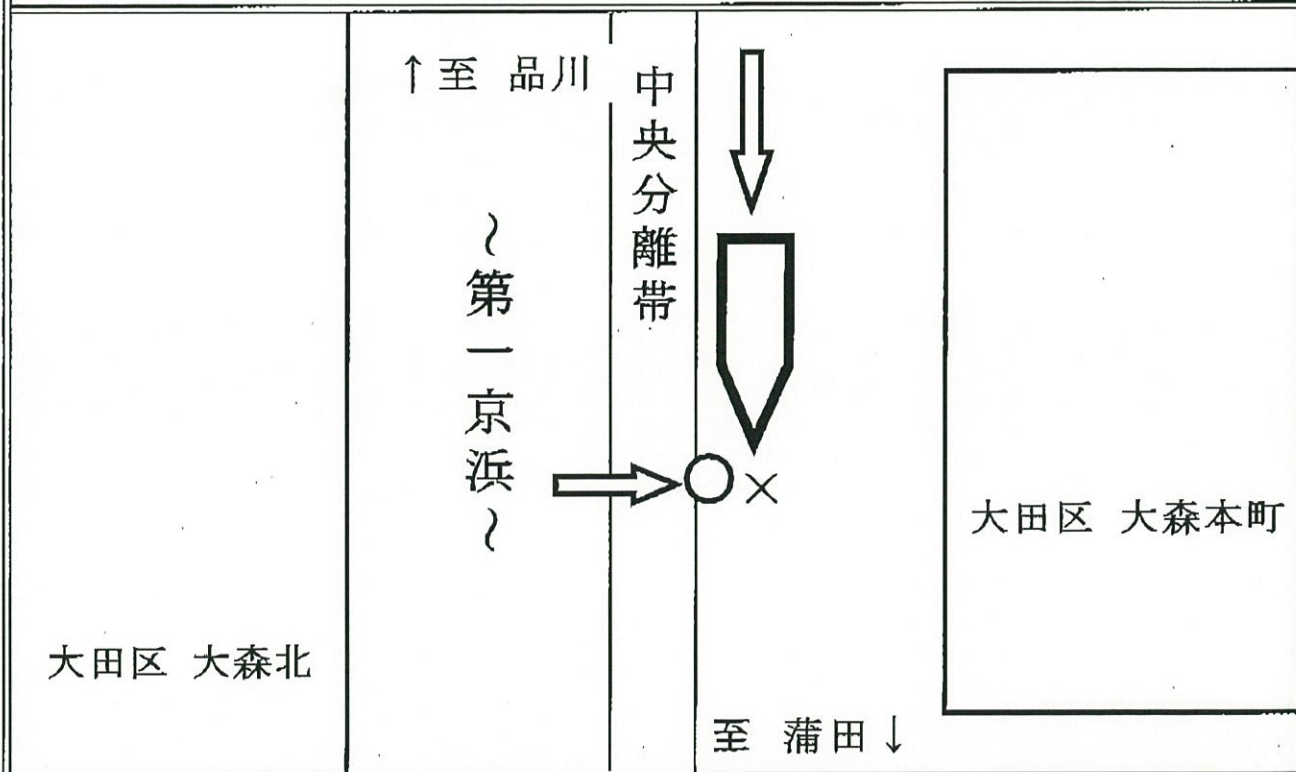 ↑至 品川
中央分離帯
～第一京浜～
大田区 大森本町
大田区 大森北
至 蒲田↓